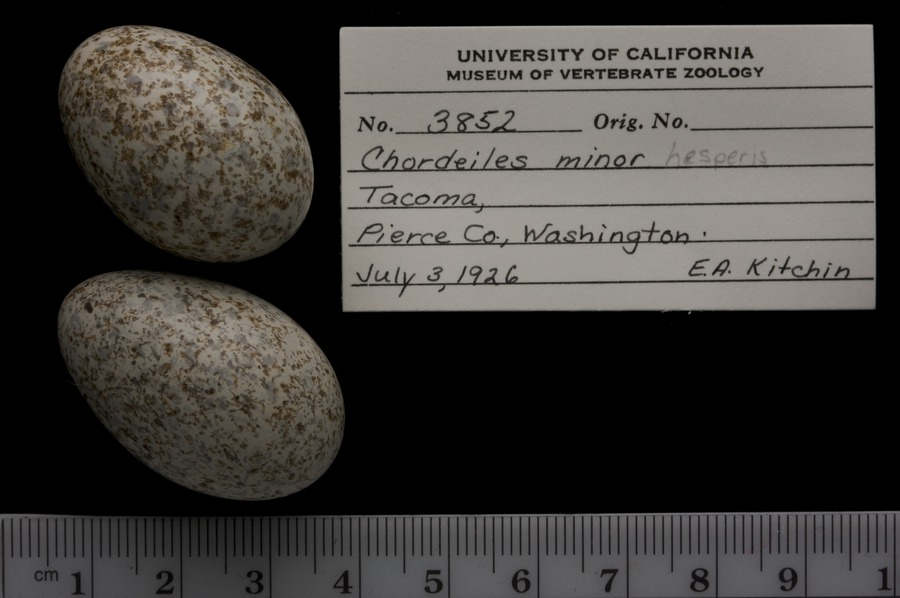 UNIVERSITY OF CALIFORNIA
MUSEUM OF VERTEBRATE ZOOLOGY
No. 3852 Orig. No.
Chordeiles minor hesperis
Tacoma,
Pierce Co., Washington.
July 3, 1926 E.A. Kitchin
cm 1 2 3 4 5 6 7 8 9 1